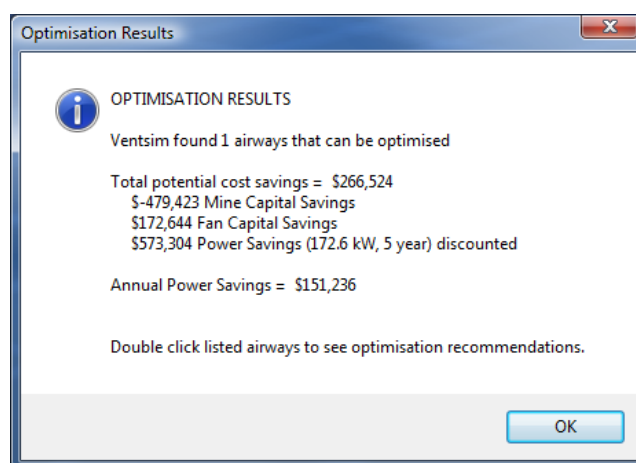 Optimisation Results
OPTIMISATION RESULTS
Ventsim found 1 airways that can be optimised
Total potential cost savings =  $266,524
$-479,423 Mine Capital Savings
$172,644 Fan Capital Savings
$573,304 Power Savings (172.6 kW, 5 year) discounted
Annual Power Savings =  $151,236
Double click listed airways to see optimisation recommendations.
OK